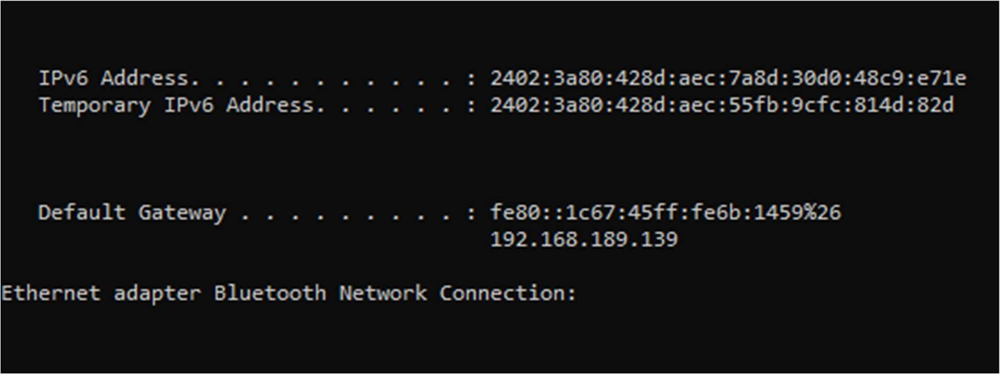 IPv6 Address. . . . . . . . . . . : 2402:3a80:428d:aec:7a8d:30d0:48c9:e71e
Temporary IPv6 Address. . . . . . : 2402:3a80:428d:aec:55fb:9cfc:814d:82d
Default Gateway . . . . . . . . . : fe80::1c67:45ff:fe6b:1459%26
192.168.189.139
Ethernet adapter Bluetooth Network Connection: